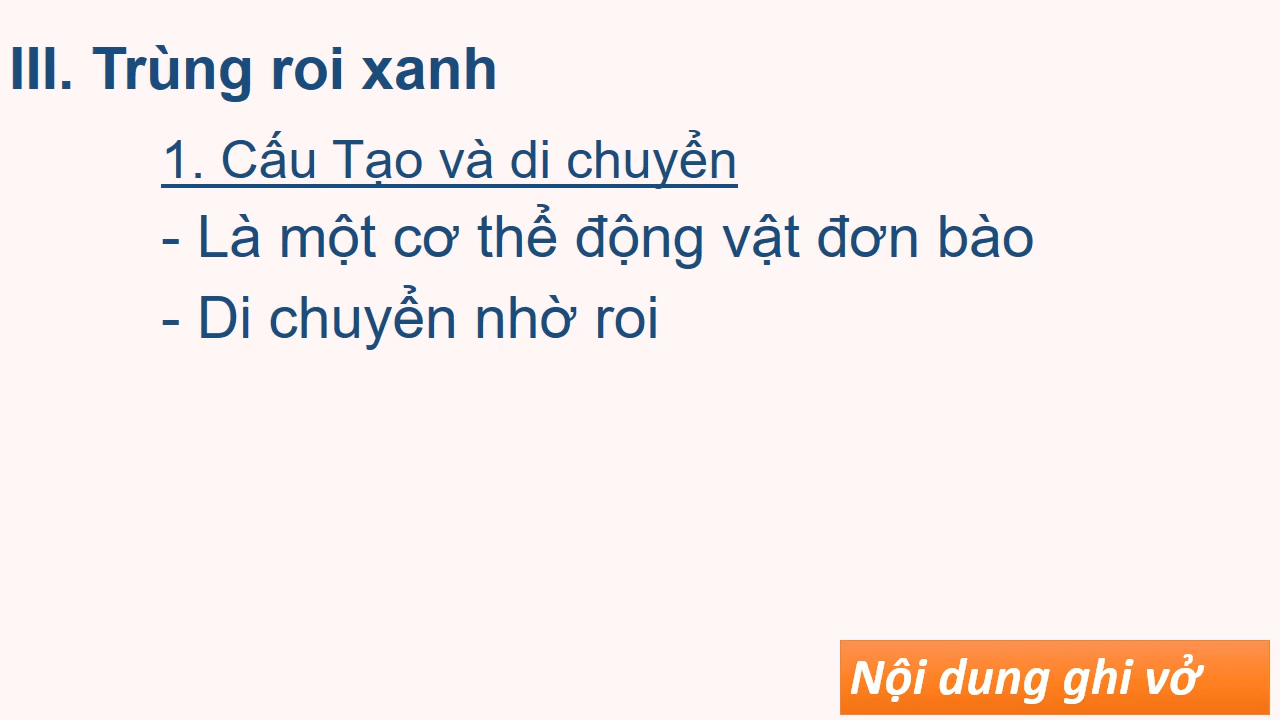 III. Trùng roi xanh
1. Cấu Tạo và di chuyển
- Là một cơ thể động vật đơn bào
- Di chuyển nhờ roi
Nội dung ghi vở